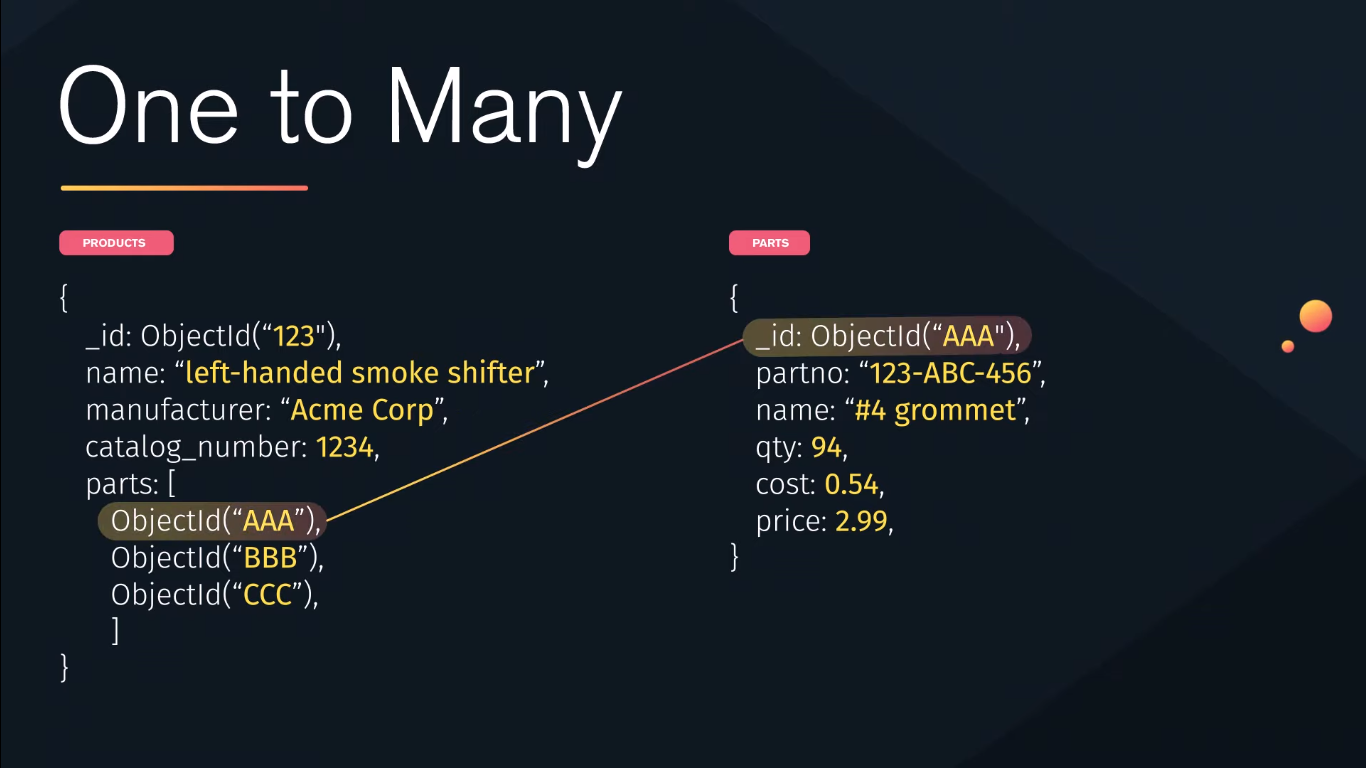 One to Many
PRODUCTS
{
_id: ObjectId(“123"),
name: “left-handed smoke shifter”,
manufacturer: “Acme Corp”,
catalog_number: 1234,
parts: [
ObjectId(“AAA”),
ObjectId(“BBB”),
ObjectId(“CCC”),
]
}
PARTS
{
_id: ObjectId(“AAA"),
partno: “123-ABC-456”,
name: “#4 grommet”,
qty: 94,
cost: 0.54,
price: 2.99,
}